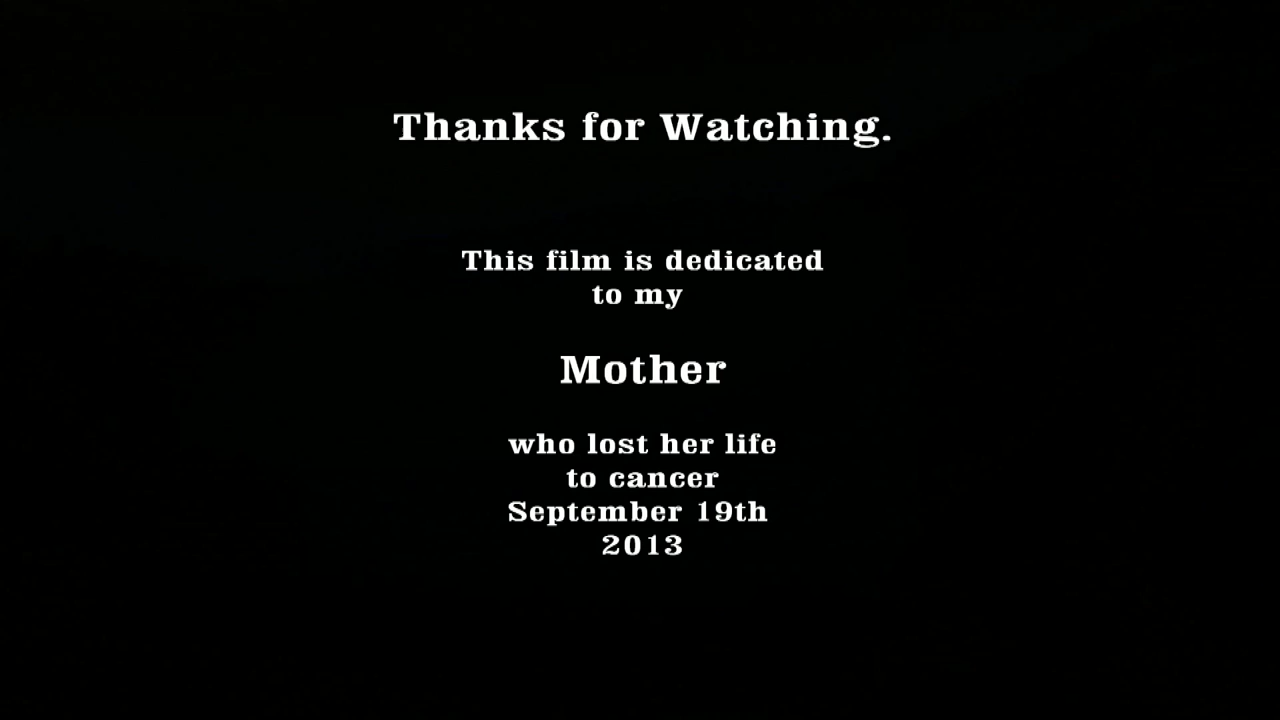 Thanks for Watching.
This film is dedicated
to my
Mother
who lost her life
to cancer
September 19th
2013